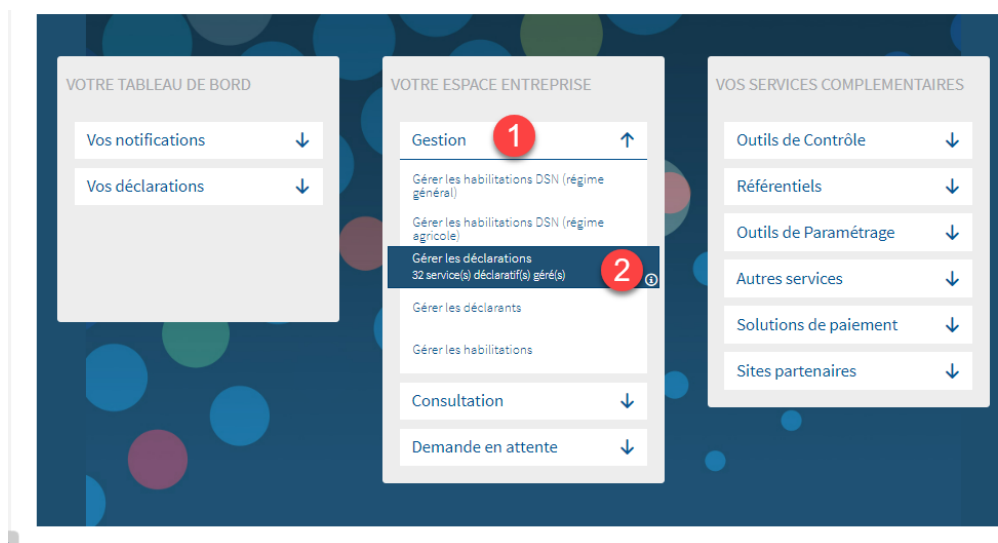 VOTRE TABLEAU DE BORD
Vos notifications
Vos déclarations
VOTRE ESPACE ENTREPRISE
Gestion
1
Gérer les habilitations DSN (régime
général)
Gérer les habilitations DSN (régime
agricole)
Gérer les déclarations
32 service(s) déclaratif(s) géré(s)
2
Gérer les déclarants
Gérer les habilitations
Consultation
Demande en attente
VOS SERVICES COMPLEMENTAIRES
Outils de Contrôle
Référentiels
Outils de Paramétrage
Autres services
Solutions de paiement
Sites partenaires